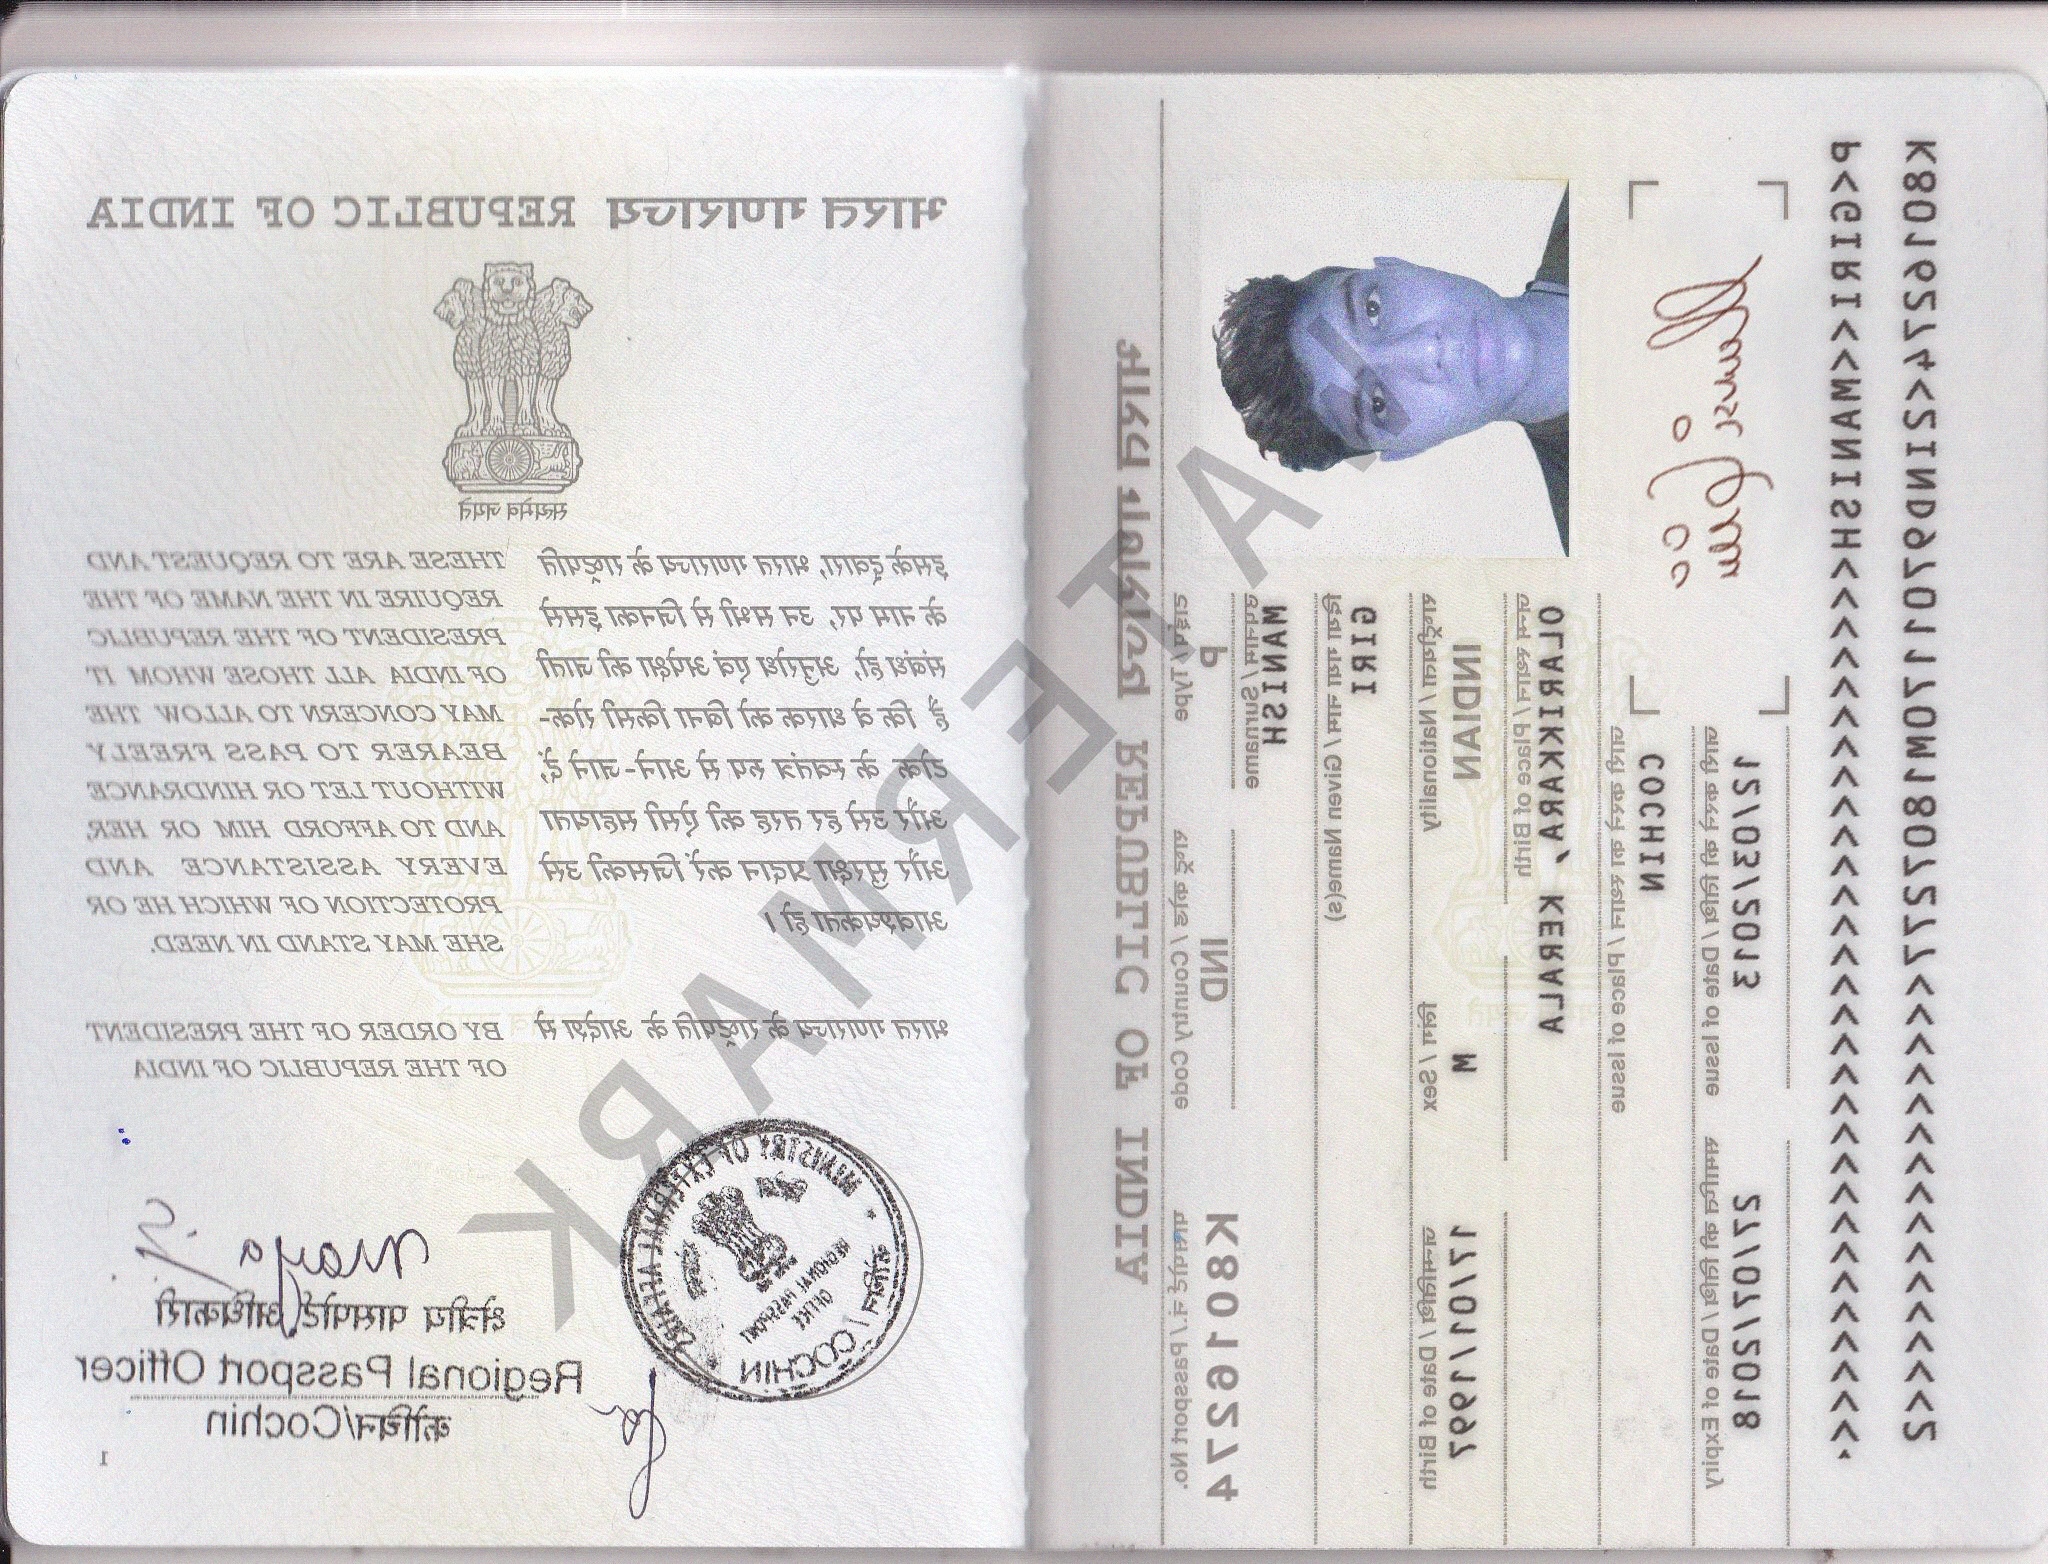 भारत गणराज्य REPUBLIC OF INDIA
सत्यमेव जयते
इसके द्वारा, भारत गणराज्य के राष्ट्रपति
के नाम पर, उन सभी से जिनका इससे
संबंध हो, अनुरोध एवं अपेक्षा की जाती
है कि वे धारक को बिना किसी रोक-
टोक के स्वतंत्र रूप से आने-जाने दें,
और उसे हर तरह की ऐसी सहायता
और सुरक्षा प्रदान करें जिसकी उसे
आवश्यकता हो।
THESE ARE TO REQUEST AND
REQUIRE IN THE NAME OF THE
PRESIDENT OF THE REPUBLIC
OF INDIA ALL THOSE WHOM IT
MAY CONCERN TO ALLOW THE
BEARER TO PASS FREELY
WITHOUT LET OR HINDRANCE
AND TO AFFORD HIM OR HER,
EVERY ASSISTANCE AND
PROTECTION OF WHICH HE OR
SHE MAY STAND IN NEED.
भारत गणराज्य के राष्ट्रपति के आदेश से
BY ORDER OF THE PRESIDENT
OF THE REPUBLIC OF INDIA
MINISTRY OF EXTERNAL AFFAIRS
REGIONAL PASSPORT
OFFICE
COCHIN
Maya
क्षेत्रीय पासपोर्ट अधिकारी
Regional Passport Officer
कोचिन/Cochin
1
भारत गणराज्य REPUBLIC OF INDIA
टाईप / Type
P
राष्ट्र कोड / Country Code
IND
पासपोर्ट नं. / Passport No.
K8016274
उपनाम / Surname
MANISH
दिया गया नाम / Given Name(s)
GIRI
राष्ट्रीयता / Nationality
INDIAN
लिंग / Sex
M
जन्मतिथि / Date of Birth
17/01/1997
जन्म स्थान / Place of Birth
OLARIKKARA, KERALA
जारी करने का स्थान / Place of Issue
COCHIN
जारी करने की तिथि / Date of Issue
12/03/2013
समाप्ति की तिथि / Date of Expiry
27/07/2018
P<GIRI<<MANISH<<<<<<<<<<<<<<<<<<<<<<<<<<<<<<
K8016274<2IND9701170M1807277<<<<<<<<<<<<<<<2
ATERMARK